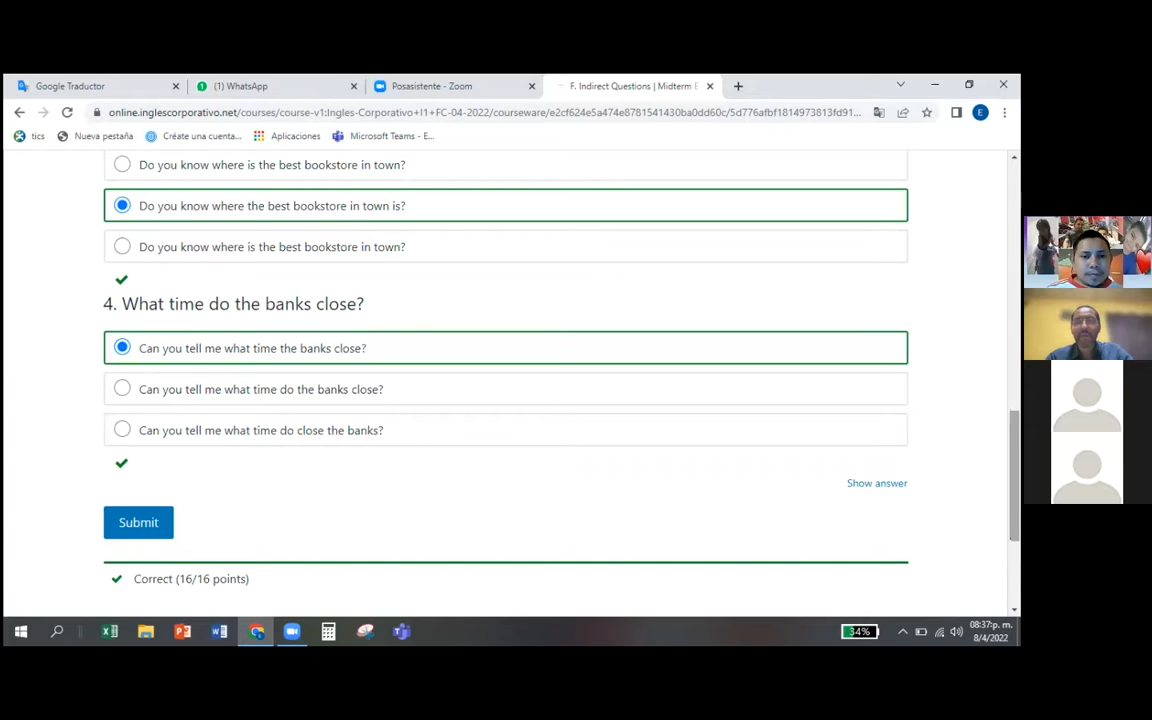 Google Traductor
(1) WhatsApp
Posasistente - Zoom
F. Indirect Questions | Midterm E
online.inglescorporativo.net/courses/course-v1:Ingles-Corporativo+I1+FC-04-2022/courseware/e2cf624e5a474e8781541430ba0dd60c/5d776afbf1814973813fd91...
E
tics
Nueva pestaña
Créate una cuenta...
Aplicaciones
Microsoft Teams - E...
Do you know where is the best bookstore in town?
Do you know where the best bookstore in town is?
Do you know where is the best bookstore in town?
4. What time do the banks close?
Can you tell me what time the banks close?
Can you tell me what time do the banks close?
Can you tell me what time do close the banks?
Show answer
Submit
Correct (16/16 points)
34%
08:37 p. m.
8/4/2022